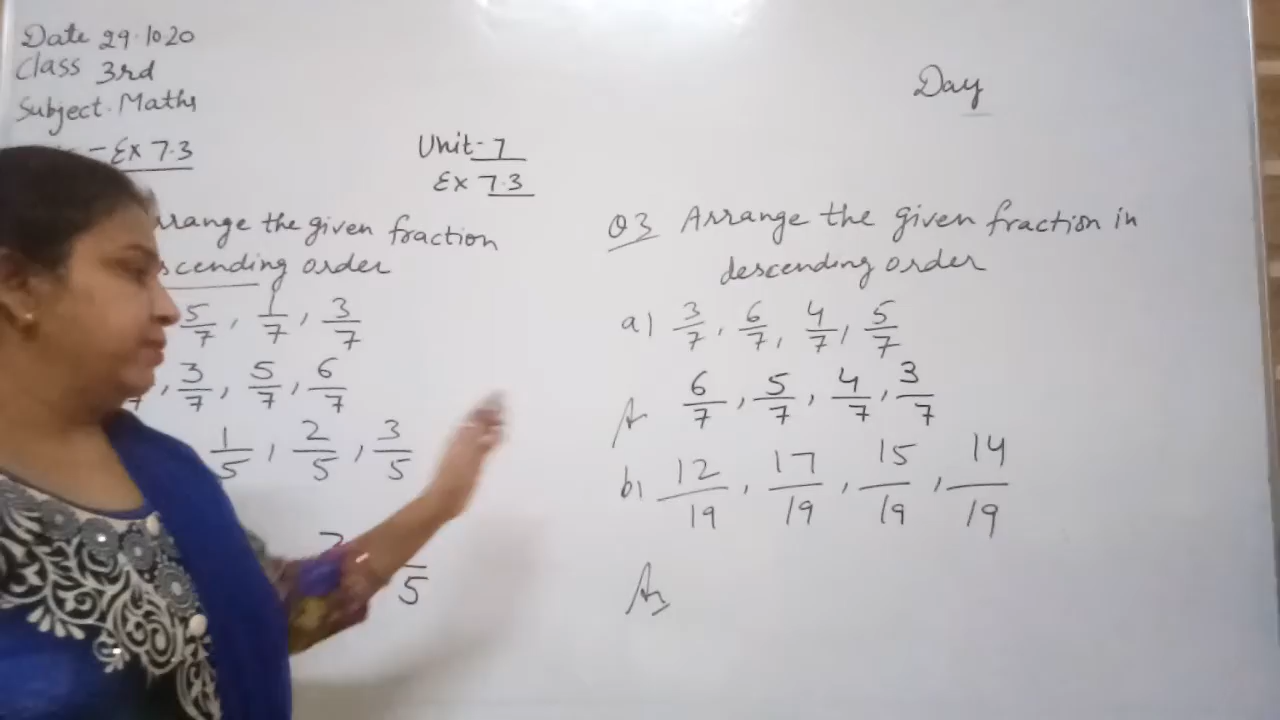 Date 29.10.20
Class 3rd
Subject. Maths
- Ex 7.3
Unit- 7
Ex 7.3
Day
rrange the given fraction
scending order
5/7, 1/7, 3/7
7, 3/7, 5/7, 6/7
1/5, 2/5, 3/5
5
Q3 Arrange the given fraction in
descending order
a) 3/7, 6/7, 4/7, 5/7
A 6/7, 5/7, 4/7, 3/7
b) 12/19, 17/19, 15/19, 14/19
An